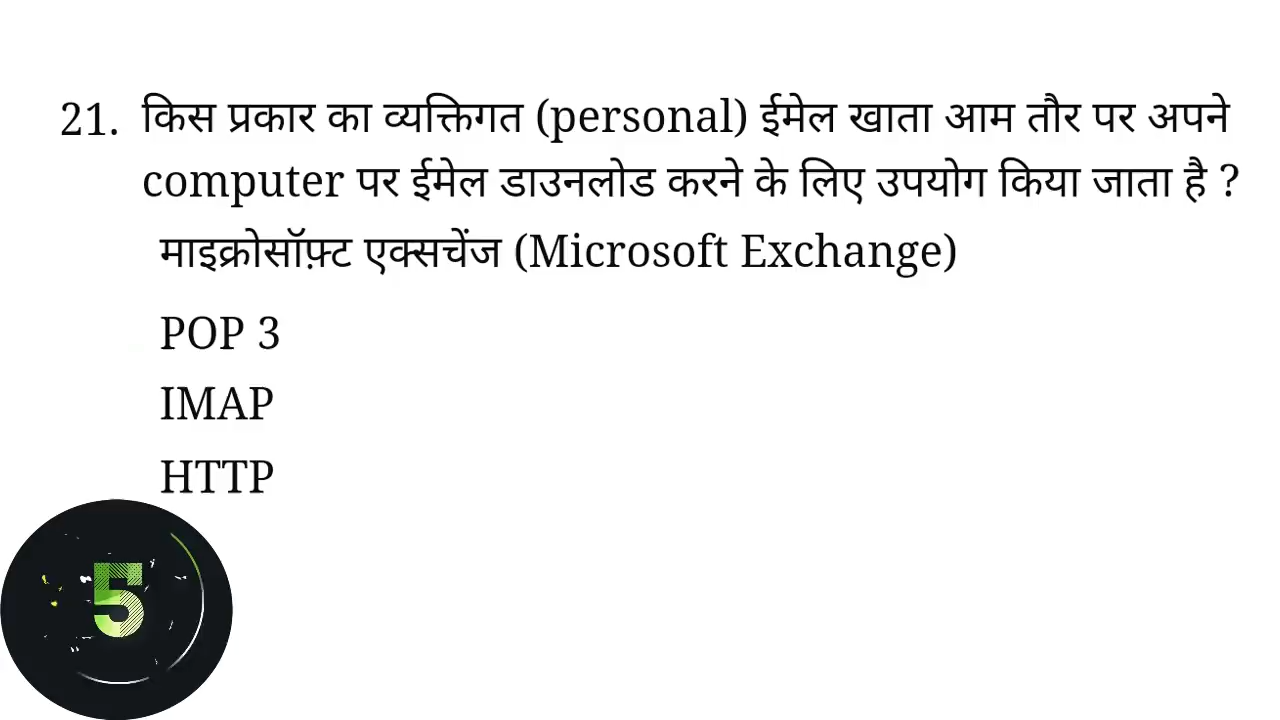 21. किस प्रकार का व्यक्तिगत (personal) ईमेल खाता आम तौर पर अपने
computer पर ईमेल डाउनलोड करने के लिए उपयोग किया जाता है ?
माइक्रोसॉफ़्ट एक्सचेंज (Microsoft Exchange)
POP 3
IMAP
HTTP
5